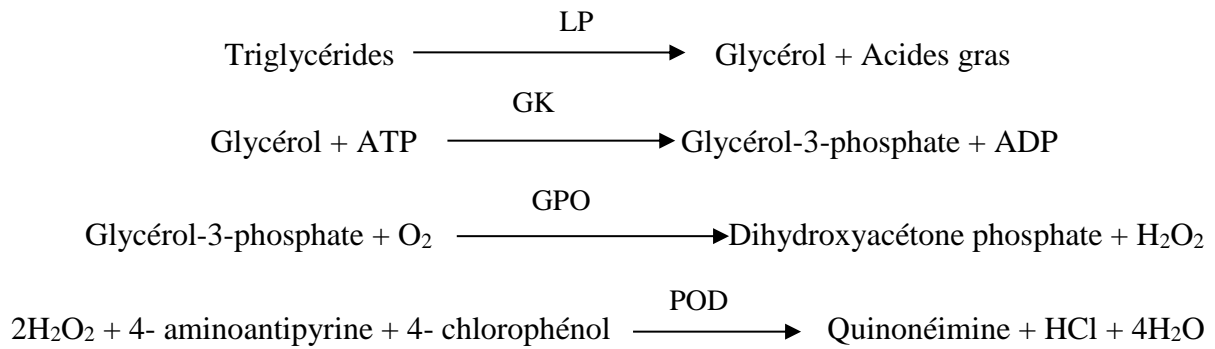 LP
Triglycérides Glycérol + Acides gras
GK
Glycérol + ATP Glycérol-3-phosphate + ADP
GPO
Glycérol-3-phosphate + O₂ Dihydroxyacétone phosphate + H₂O₂
POD
2H₂O₂ + 4- aminoantipyrine + 4- chlorophénol Quinonéimine + HCl + 4H₂O